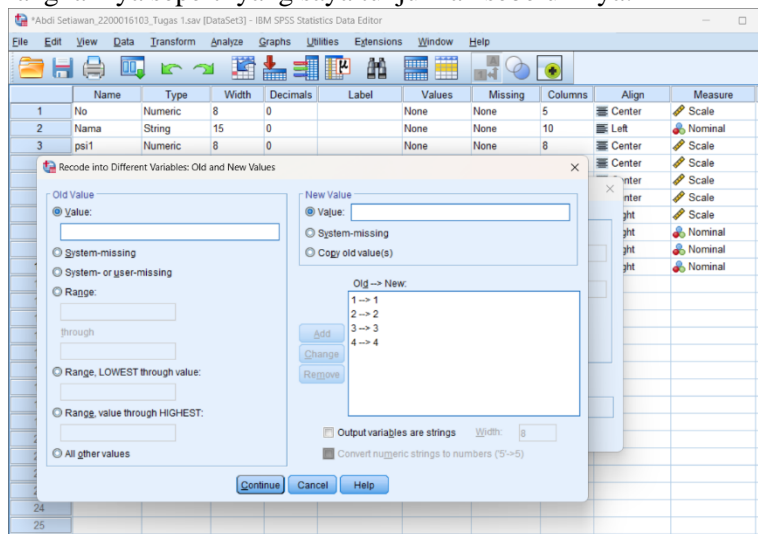 *Abdi Setiawan_2200016103_Tugas 1.sav [DataSet3] - IBM SPSS Statistics Data Editor
File Edit View Data Transform Analyze Graphs Utilities Extensions Window Help
Name Type Width Decimals Label Values Missing Columns Align Measure
1 No Numeric 8 0 None None 5 Center Scale
2 Nama String 15 0 None None 10 Left Nominal
3 psi1 Numeric 8 0 None None 8 Center Scale
Center Scale
Scale
nter Scale
ght Scale
ght Nominal
ght Nominal
ght Nominal
Recode into Different Variables: Old and New Values
Old Value
Value:
System-missing
System- or user-missing
Range:
through
Range, LOWEST through value:
Range, value through HIGHEST:
All other values
New Value
Value:
System-missing
Copy old value(s)
Old --> New:
1 --> 1
2 --> 2
3 --> 3
4 --> 4
Add
Change
Remove
Output variables are strings Width: 8
Convert numeric strings to numbers ('5'->5)
Continue Cancel Help
24
25